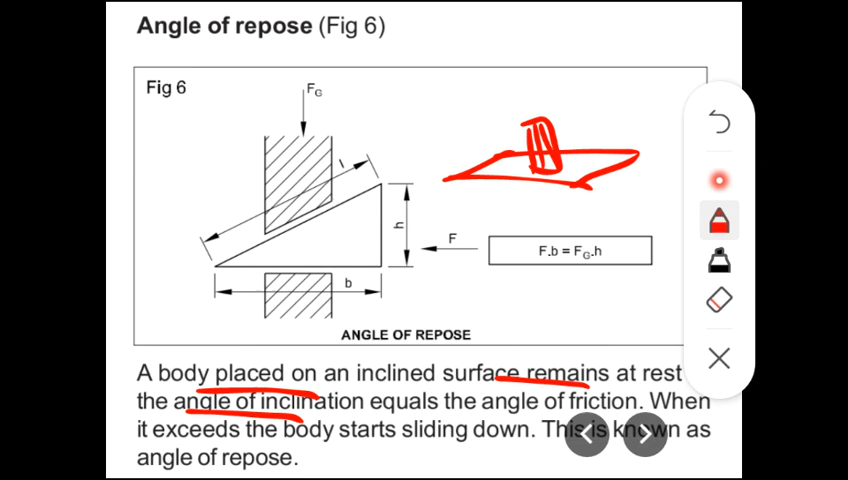 Angle of repose (Fig 6)
Fig 6
FG
l
h
F
F.b = FG.h
b
ANGLE OF REPOSE
A body placed on an inclined surface remains at rest
the angle of inclination equals the angle of friction. When
it exceeds the body starts sliding down. This is known as
angle of repose.